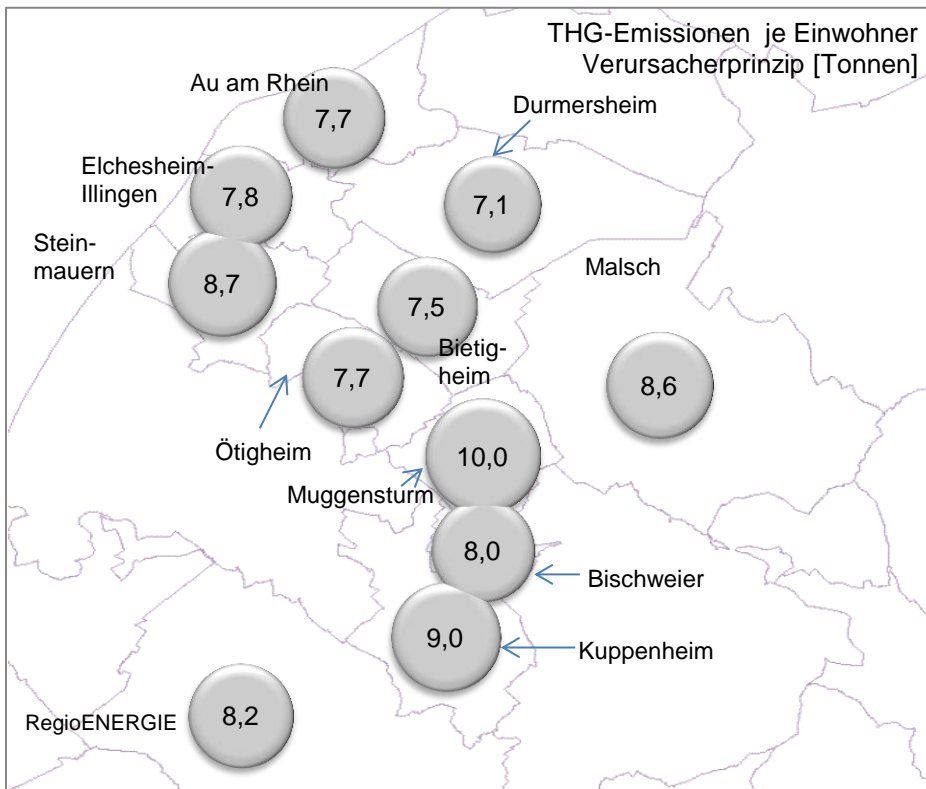 THG-Emissionen je Einwohner
Verursacherprinzip [Tonnen]
Au am Rhein
7,7
Durmersheim
7,1
Elchesheim-
Illingen
7,8
Stein-
mauern
8,7
Malsch
8,6
7,5
Bietig-
heim
7,7
Ötigheim
10,0
Muggensturm
8,0
Bischweier
9,0
Kuppenheim
RegioENERGIE
8,2